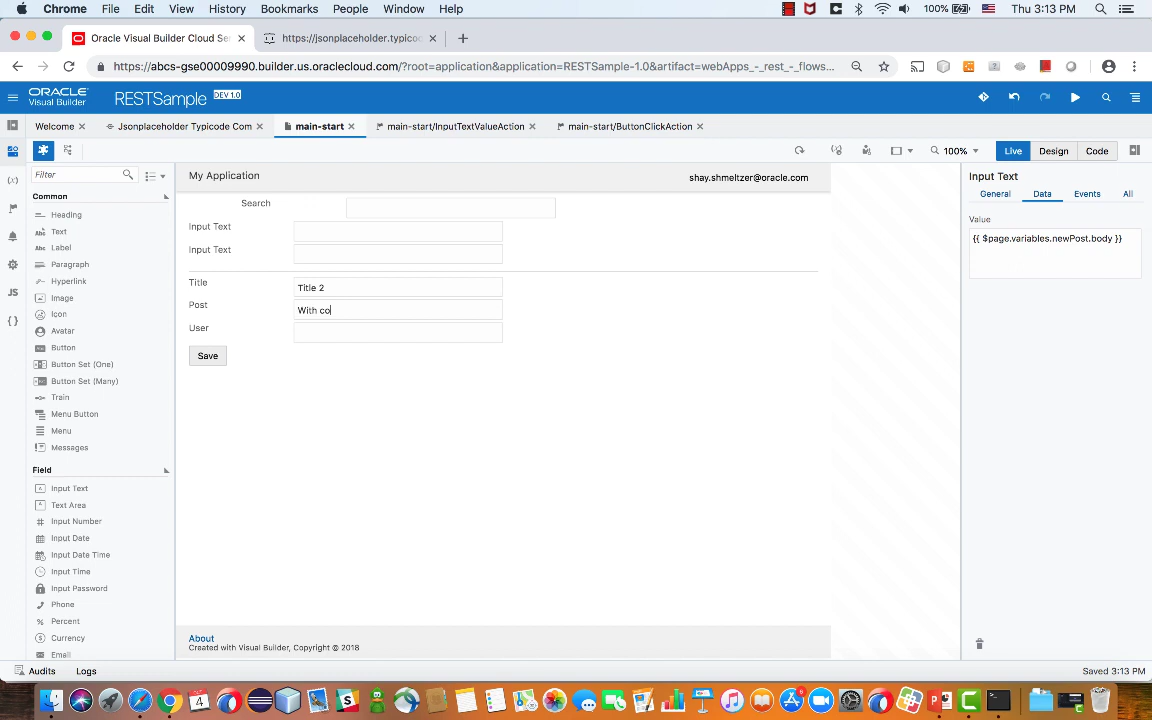 Chrome File Edit View History Bookmarks People Window Help 100% Thu 3:13 PM
Oracle Visual Builder Cloud Se https://jsonplaceholder.typico
https://abcs-gse00009990.builder.us.oraclecloud.com/?root=application&application=RESTSample-1.0&artifact=webApps_-_rest_-_flows...
ORACLE Visual Builder RESTSample DEV 1.0
Welcome Jsonplaceholder Typicode Com main-start main-start/InputTextValueAction main-start/ButtonClickAction
100% Live Design Code
Filter
Common
Heading
Text
Label
Paragraph
Hyperlink
Image
Icon
Avatar
Button
Button Set (One)
Button Set (Many)
Train
Menu Button
Menu
Messages
Field
Input Text
Text Area
Input Number
Input Date
Input Date Time
Input Time
Input Password
Phone
Percent
Currency
Email
My Application shay.shmeltzer@oracle.com
Search
Input Text
Input Text
Title Title 2
Post With co
User
Save
About
Created with Visual Builder, Copyright © 2018
Input Text
General Data Events All
Value
{{ $page.variables.newPost.body }}
Audits Logs Saved 3:13 PM